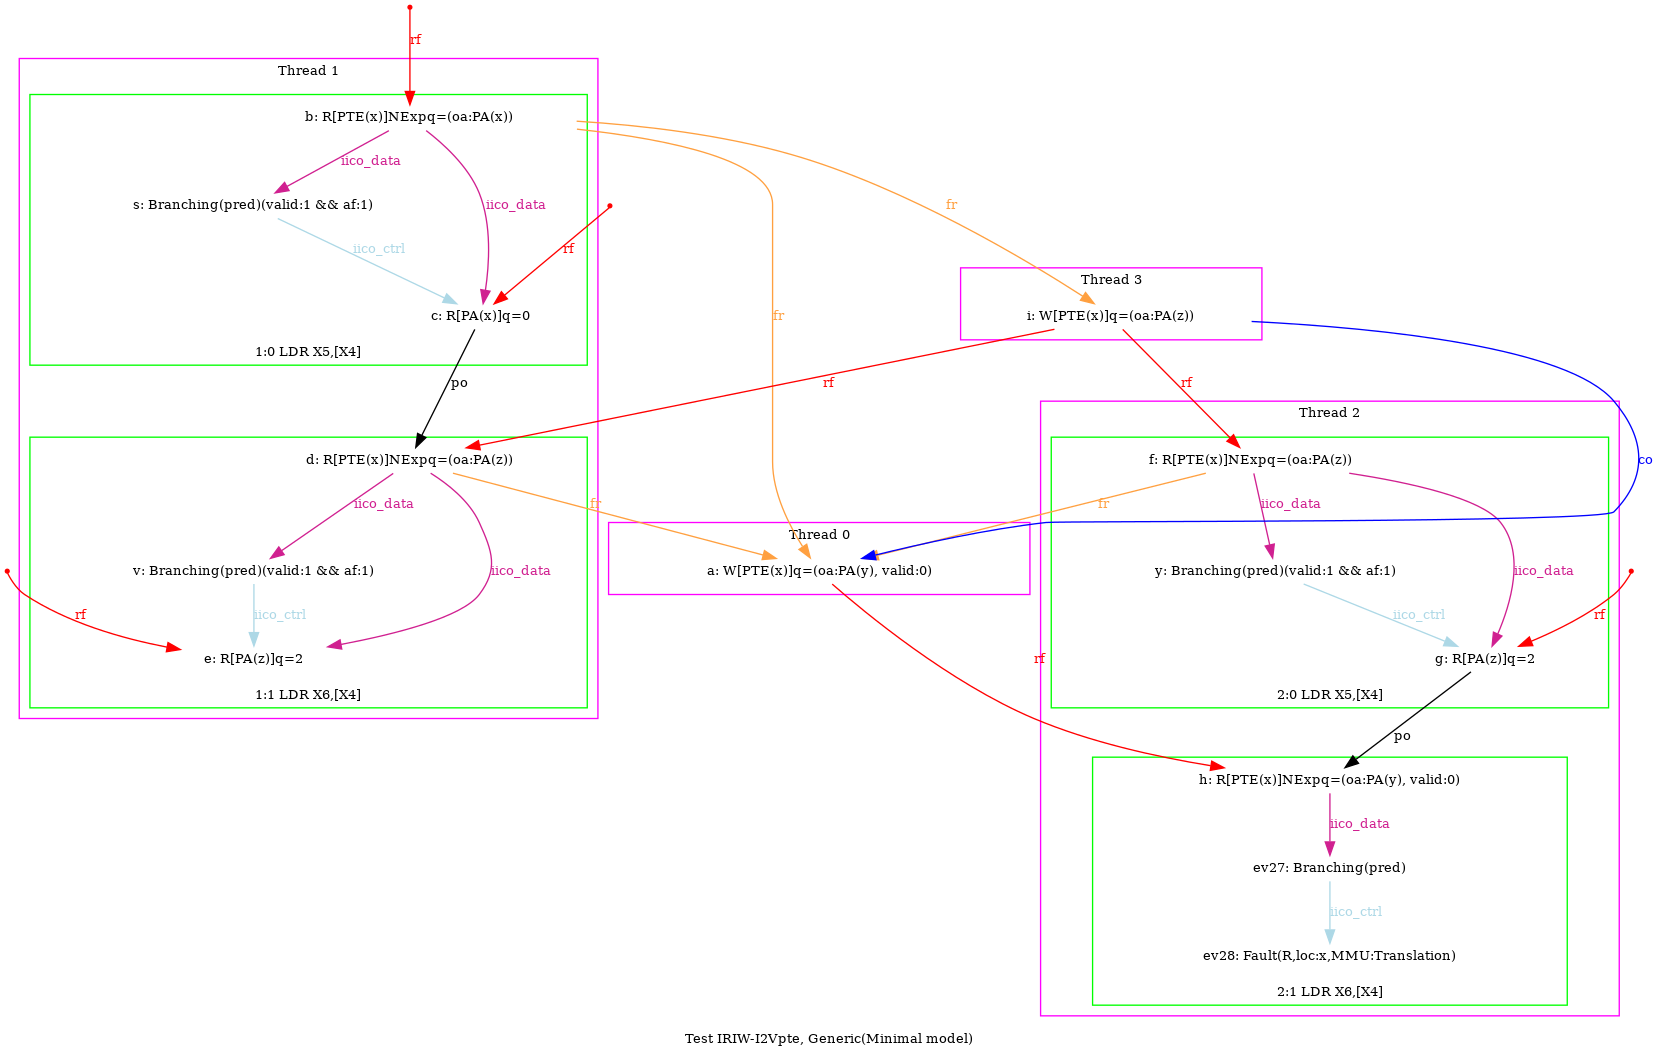 rf
Thread 1
b: R[PTE(x)]NExpq=(oa:PA(x))
iico_data
s: Branching(pred)(valid:1 && af:1)
iico_data
fr
iico_ctrl
rf
Thread 3
fr
c: R[PA(x)]q=0
i: W[PTE(x)]q=(oa:PA(z))
1:0 LDR X5,[X4]
po
rf
rf
Thread 2
d: R[PTE(x)]NExpq=(oa:PA(z))
f: R[PTE(x)]NExpq=(oa:PA(z))
co
iico_data
fr
fr
iico_data
Thread 0
v: Branching(pred)(valid:1 && af:1)
iico_data
a: W[PTE(x)]q=(oa:PA(y), valid:0)
y: Branching(pred)(valid:1 && af:1)
iico_data
rf
iico_ctrl
iico_ctrl
rf
e: R[PA(z)]q=2
rf
g: R[PA(z)]q=2
1:1 LDR X6,[X4]
2:0 LDR X5,[X4]
po
h: R[PTE(x)]NExpq=(oa:PA(y), valid:0)
iico_data
ev27: Branching(pred)
iico_ctrl
ev28: Fault(R,loc:x,MMU:Translation)
2:1 LDR X6,[X4]
Test IRIW-I2Vpte, Generic(Minimal model)